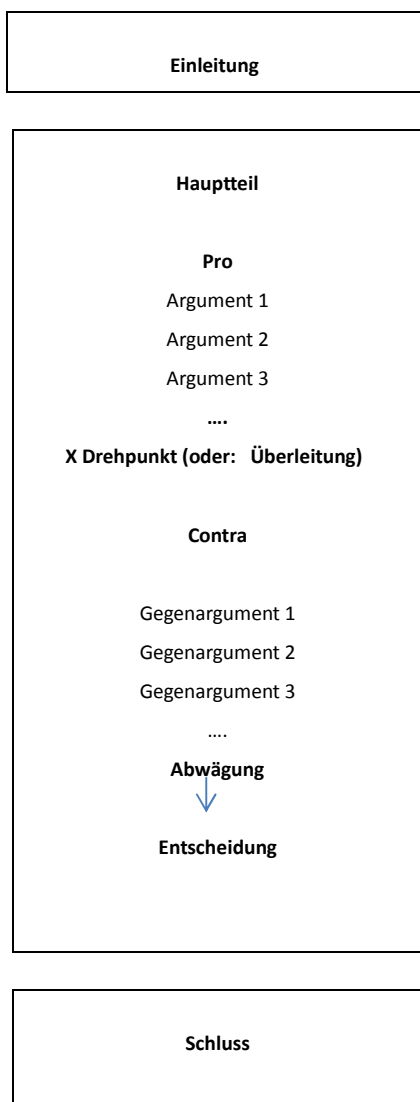 Einleitung
Hauptteil
Pro
Argument 1
Argument 2
Argument 3
....
X Drehpunkt (oder: Überleitung)
Contra
Gegenargument 1
Gegenargument 2
Gegenargument 3
....
Abwägung
Entscheidung
Schluss